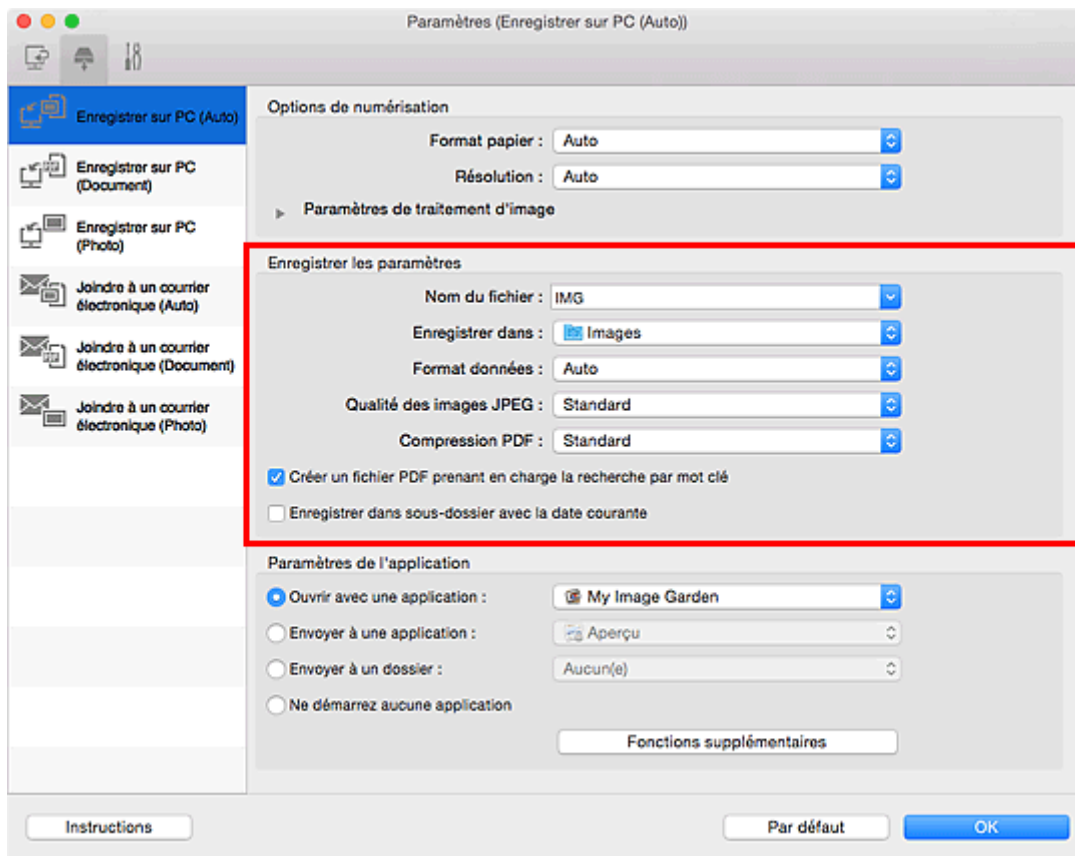 Paramètres (Enregistrer sur PC (Auto))
Enregistrer sur PC (Auto)
Enregistrer sur PC
(Document)
Enregistrer sur PC
(Photo)
Joindre à un courrier
électronique (Auto)
Joindre à un courrier
électronique (Document)
Joindre à un courrier
électronique (Photo)
Options de numérisation
Format papier : Auto
Résolution : Auto
Paramètres de traitement d'image
Enregistrer les paramètres
Nom du fichier : IMG
Enregistrer dans : Images
Format données : Auto
Qualité des images JPEG : Standard
Compression PDF : Standard
Créer un fichier PDF prenant en charge la recherche par mot clé
Enregistrer dans sous-dossier avec la date courante
Paramètres de l'application
Ouvrir avec une application : My Image Garden
Envoyer à une application : Aperçu
Envoyer à un dossier : Aucun(e)
Ne démarrez aucune application
Fonctions supplémentaires
Instructions Par défaut OK